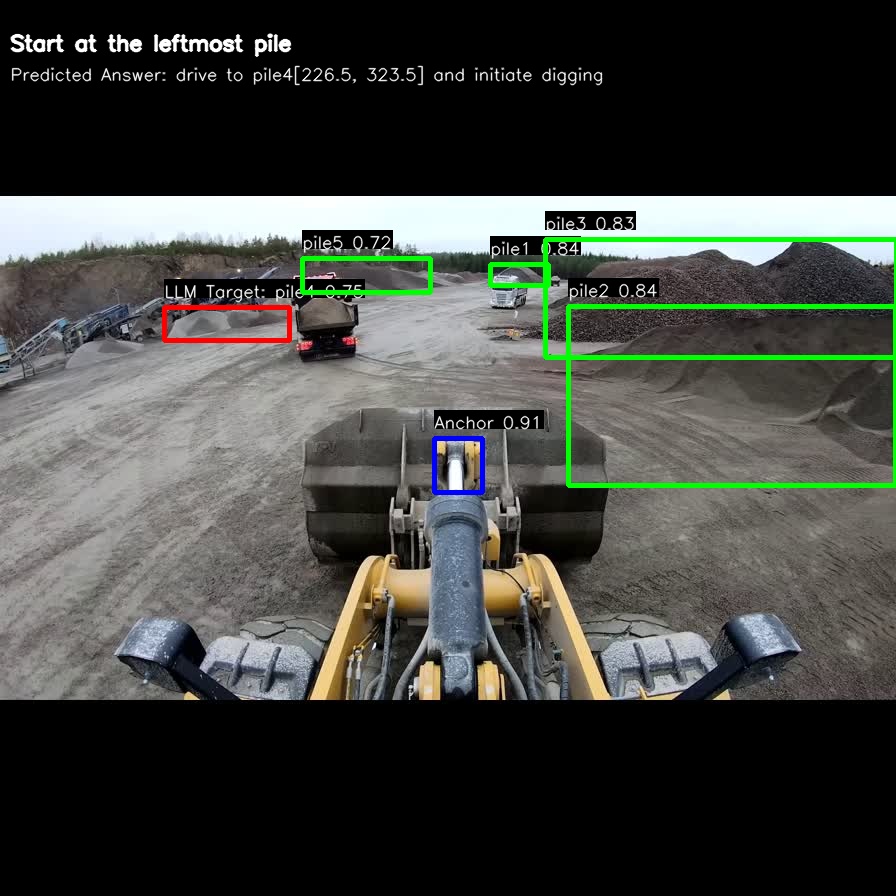 Start at the leftmost pile
Predicted Answer: drive to pile4[226.5, 323.5] and initiate digging
pile3 0.83
pile5 0.72
pile1 0.84
LLM Target: pile4 0.75
pile2 0.84
Anchor 0.91